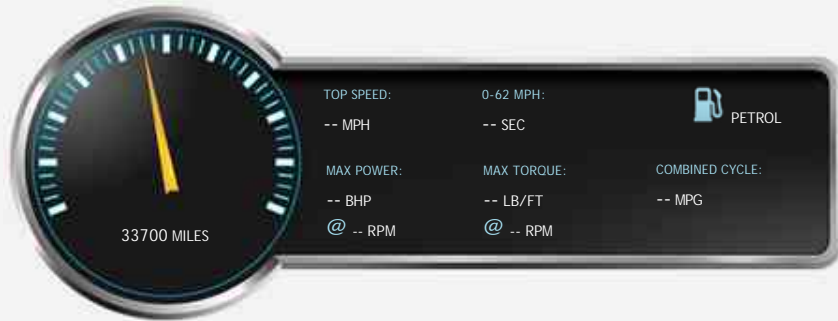 TOP SPEED:
-- MPH
0-62 MPH:
-- SEC
PETROL
MAX POWER:
-- BHP
@ -- RPM
MAX TORQUE:
-- LB/FT
@ -- RPM
COMBINED CYCLE:
-- MPG
33700 MILES